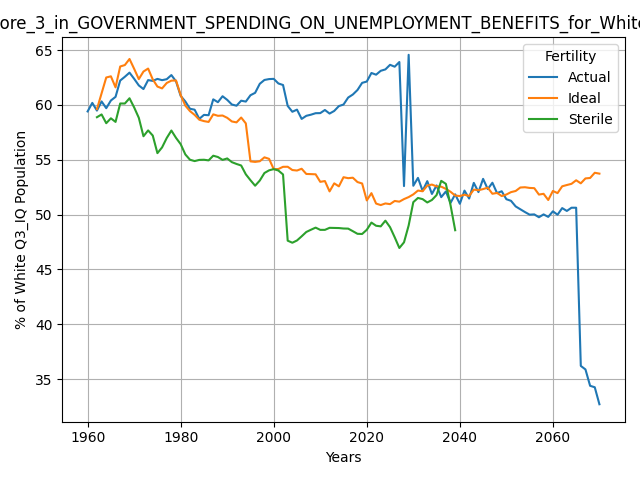 ore_3_in_GOVERNMENT_SPENDING_ON_UNEMPLOYMENT_BENEFITS_for_White
65
60
55
50
45
40
35
% of White Q3_IQ Population
Fertility
Actual
Ideal
Sterile
1960
1980
2000
2020
2040
2060
Years